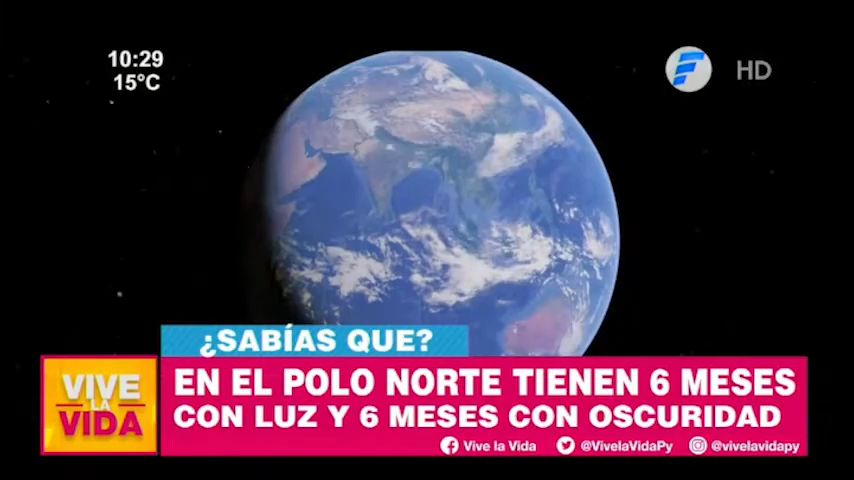 10:29
15°C
HD
¿SABÍAS QUE?
VIVE
LA
VIDA
EN EL POLO NORTE TIENEN 6 MESES
CON LUZ Y 6 MESES CON OSCURIDAD
Vive la Vida @VivelaVidaPy @vivelavidapy